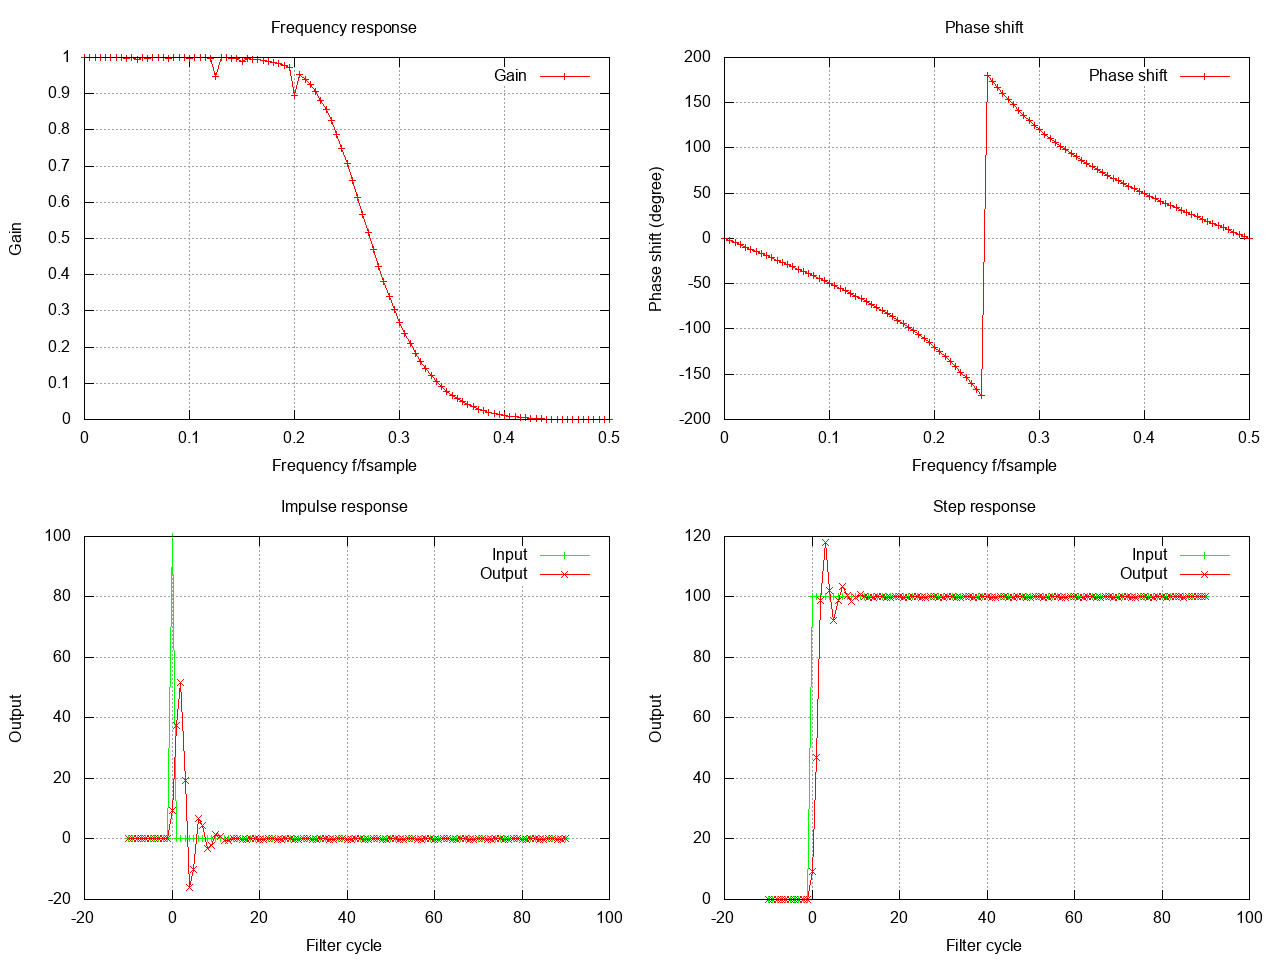 Frequency response
Gain
1
0.9
0.8
0.7
0.6
0.5
0.4
0.3
0.2
0.1
0
Gain
0 0.1 0.2 0.3 0.4 0.5
Frequency f/fsample
Phase shift
Phase shift
200
150
100
50
0
-50
-100
-150
-200
Phase shift (degree)
0 0.1 0.2 0.3 0.4 0.5
Frequency f/fsample
Impulse response
Input
Output
100
80
60
40
20
0
-20
Output
-20 0 20 40 60 80 100
Filter cycle
Step response
Input
Output
120
100
80
60
40
20
0
Output
-20 0 20 40 60 80 100
Filter cycle